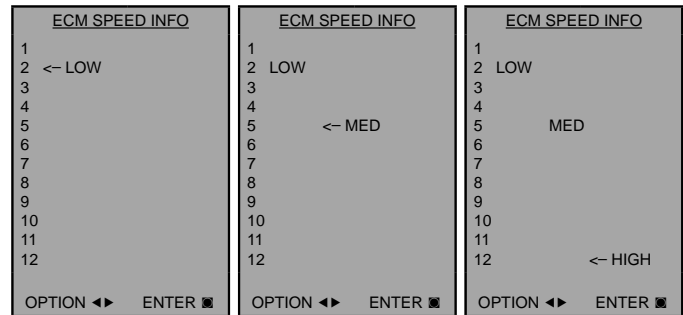 ECM SPEED INFO
1
2 <– LOW
3
4
5
6
7
8
9
10
11
12
OPTION ◄► ENTER ◙
ECM SPEED INFO
1
2 LOW
3
4
5 <– MED
6
7
8
9
10
11
12
OPTION ◄► ENTER ◙
ECM SPEED INFO
1
2 LOW
3
4
5 MED
6
7
8
9
10
11
12 <– HIGH
OPTION ◄► ENTER ◙